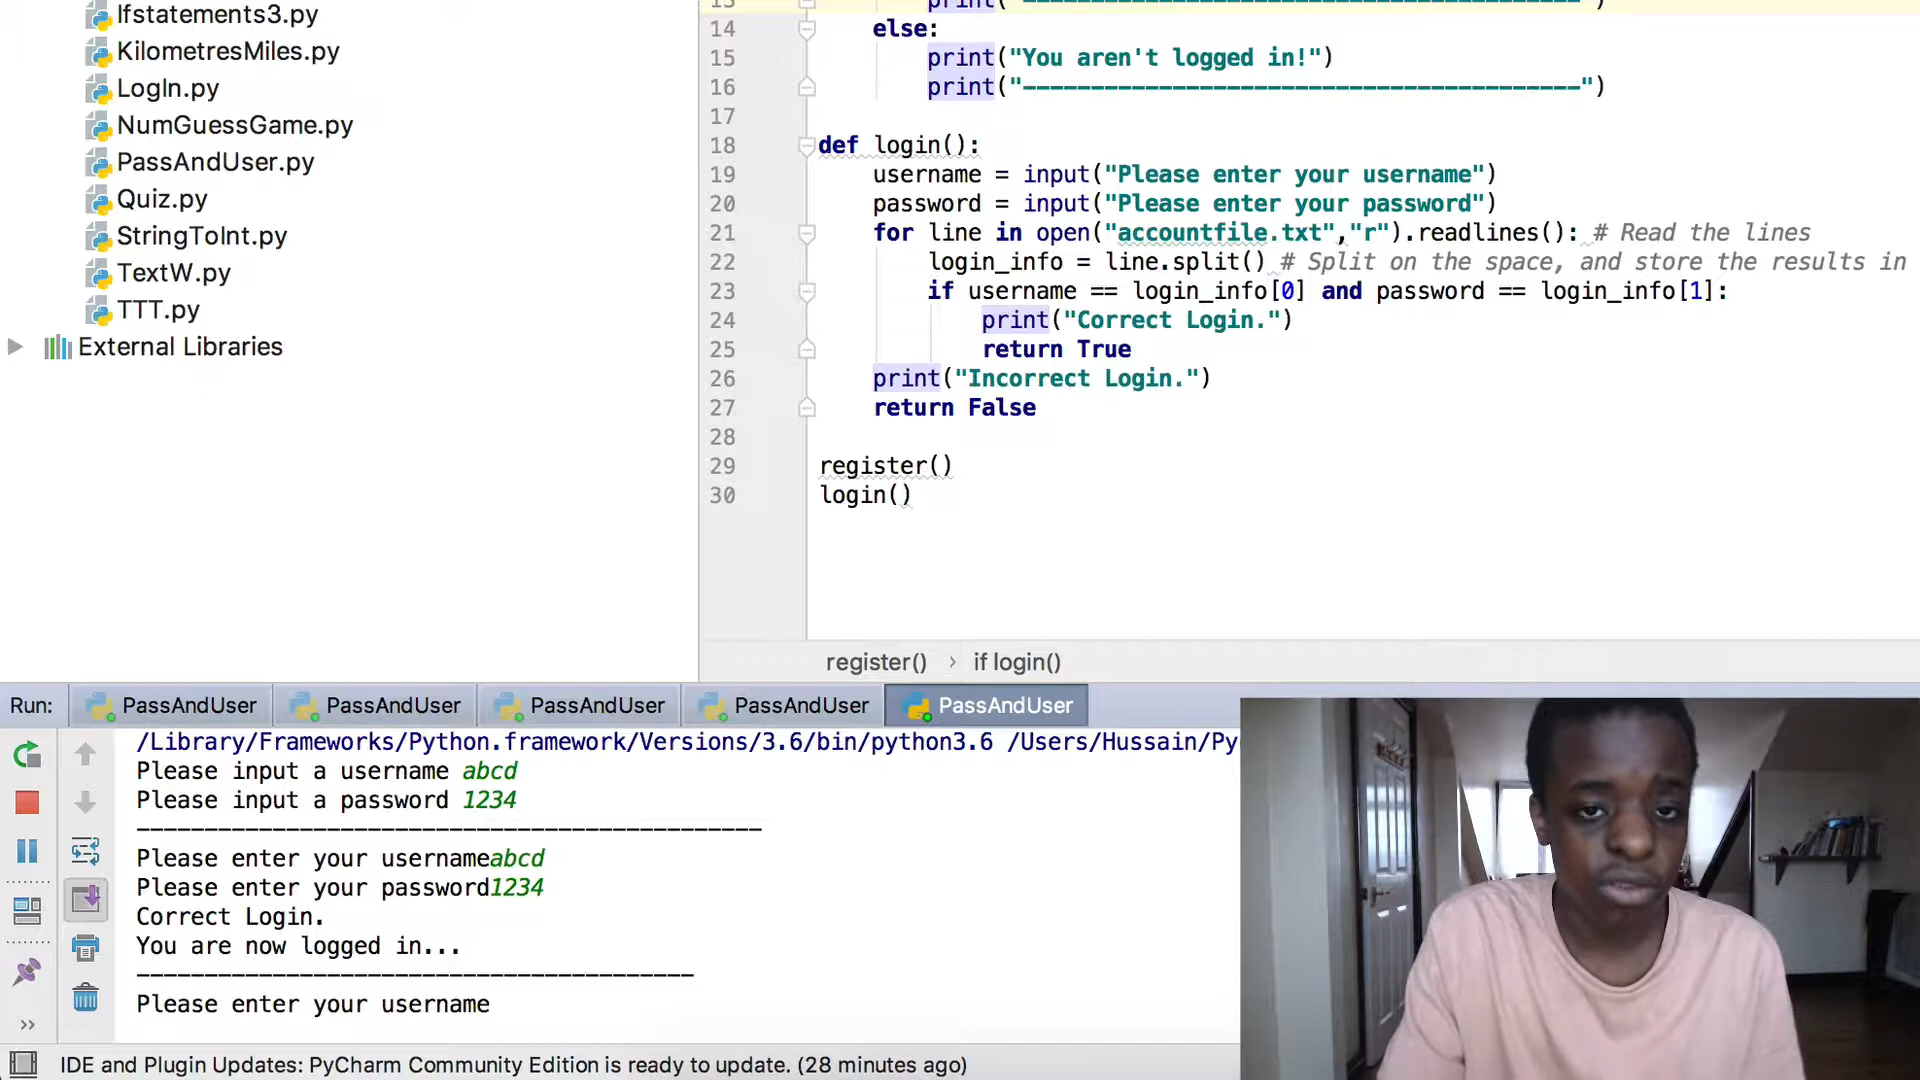 Ifstatements3.py
KilometresMiles.py
LogIn.py
NumGuessGame.py
PassAndUser.py
Quiz.py
StringToInt.py
TextW.py
TTT.py
External Libraries
13 print("-----------------------------------------")
14 else:
15 print("You aren't logged in!")
16 print("-----------------------------------------")
17
18 def login():
19 username = input("Please enter your username")
20 password = input("Please enter your password")
21 for line in open("accountfile.txt","r").readlines(): # Read the lines
22 login_info = line.split() # Split on the space, and store the results in
23 if username == login_info[0] and password == login_info[1]:
24 print("Correct Login.")
25 return True
26 print("Incorrect Login.")
27 return False
28
29 register()
30 login()
register() › if login()
Run: PassAndUser PassAndUser PassAndUser PassAndUser PassAndUser
/Library/Frameworks/Python.framework/Versions/3.6/bin/python3.6 /Users/Hussain/Py
Please input a username abcd
Please input a password 1234
----------------------------------------------
Please enter your usernameabcd
Please enter your password1234
Correct Login.
You are now logged in...
-----------------------------------------
Please enter your username
IDE and Plugin Updates: PyCharm Community Edition is ready to update. (28 minutes ago)